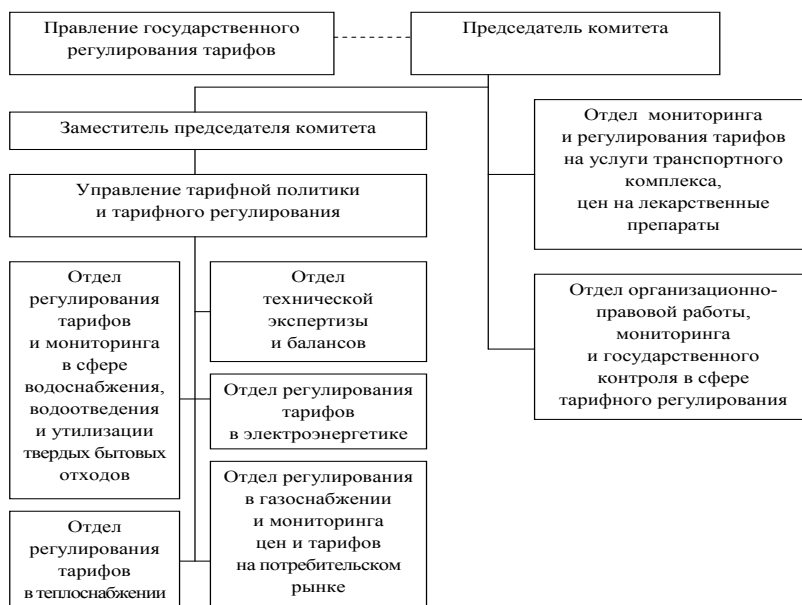 Правление государственного
регулирования тарифов
Председатель комитета
Заместитель председателя комитета
Управление тарифной политики
и тарифного регулирования
Отдел мониторинга
и регулирования тарифов
на услуги транспортного
комплекса,
цен на лекарственные
препараты
Отдел
регулирования
тарифов
и мониторинга
в сфере
водоснабжения,
водоотведения
и утилизации
твердых бытовых
отходов
Отдел
технической
экспертизы
и балансов
Отдел организационно-
правовой работы,
мониторинга
и государственного
контроля в сфере
тарифного регулирования
Отдел регулирования
тарифов
в электроэнергетике
Отдел регулирования
в газоснабжении
и мониторинга
цен и тарифов
на потребительском
рынке
Отдел
регулирования
тарифов
в теплоснабжении